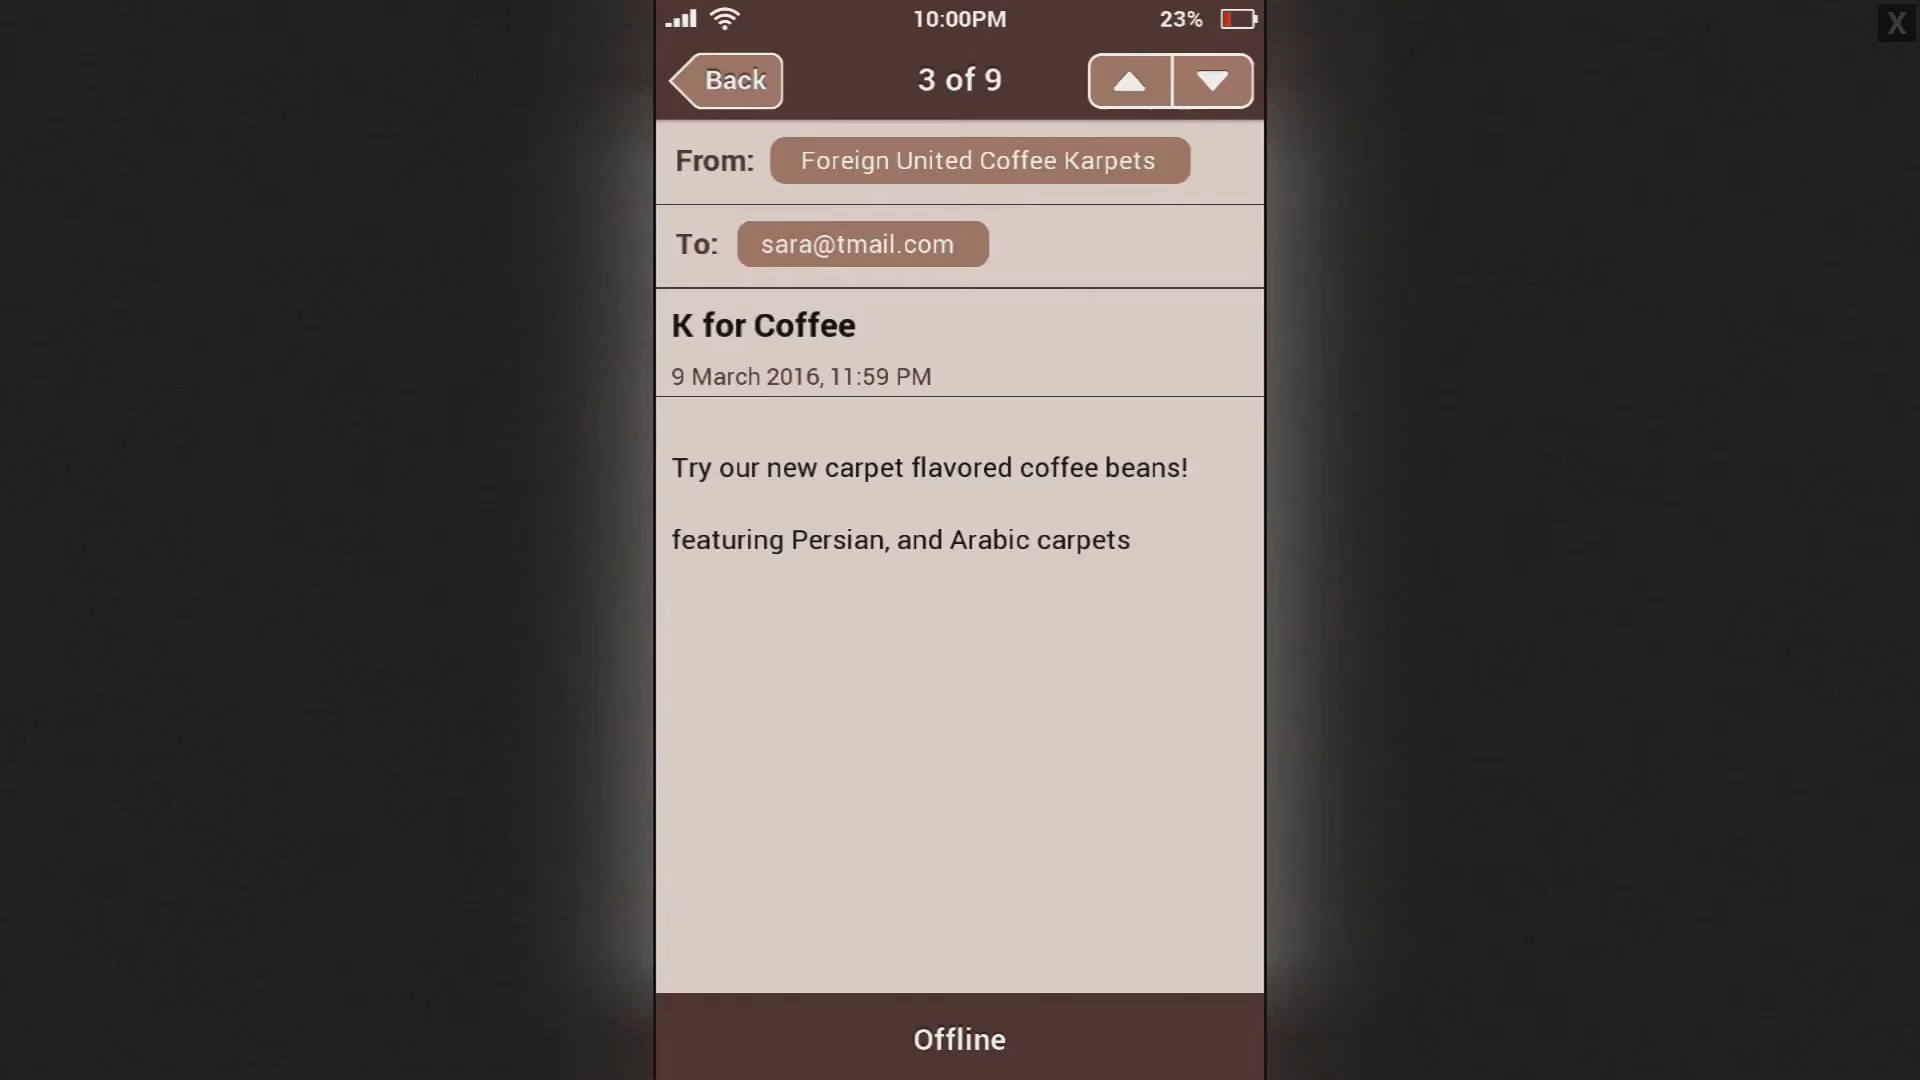 10:00PM
23%
X
Back
3 of 9
From: Foreign United Coffee Karpets
To: sara@tmail.com
K for Coffee
9 March 2016, 11:59 PM
Try our new carpet flavored coffee beans!
featuring Persian, and Arabic carpets
Offline